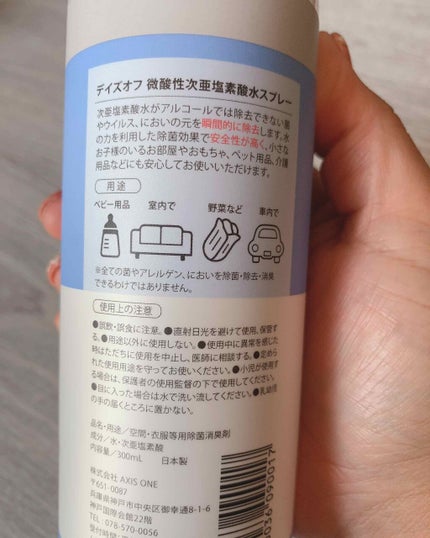 デイズオフ 微酸性次亜塩素酸水スプレー
次亜塩素酸水がアルコールでは除去できない菌
やウイルス、においの元を瞬間的に除去します。水
の力を利用した除菌効果で安全性が高く、小さな
お子様のいるお部屋やおもちゃ、ペット用品、介護
用品などにも安心してお使いいただけます。
用途
ベビー用品 室内で 野菜など 車内で
※全ての菌やアレルゲン、においを除菌・除去・消臭
できるわけではありません。
使用上の注意
●誤飲・誤食に注意。●直射日光を避けて使用、保管す
る。●用途以外に使用しない。●使用中に異常を感じた
時はただちに使用を中止し、医師に相談する。●定めら
れた使用用途を守ってお使いください。●小児が使用す
る場合は、保護者の使用監督の下で使用してください。
●目に入った場合は水で洗い流してください。●乳幼児
の手の届くところに置かない。
品名・用途／空間・衣服等用除菌消臭剤
成分／水・次亜塩素酸
内容量／300mL 日本製
株式会社 AXIS ONE
〒651-0087
兵庫県神戸市中央区御幸通8-1-6
神戸国際会館22階
TEL 078-570-0056